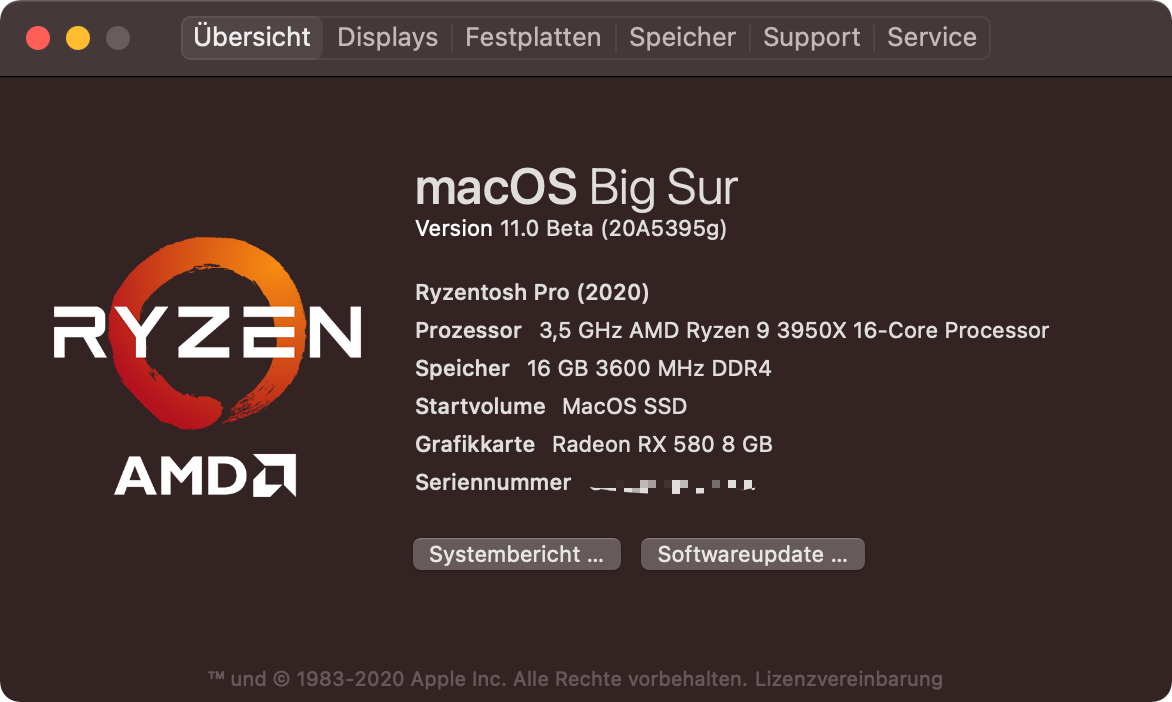 Übersicht Displays Festplatten Speicher Support Service
macOS Big Sur
Version 11.0 Beta (20A5395g)
RYZEN
AMD
Ryzentosh Pro (2020)
Prozessor 3,5 GHz AMD Ryzen 9 3950X 16-Core Processor
Speicher 16 GB 3600 MHz DDR4
Startvolume MacOS SSD
Grafikkarte Radeon RX 580 8 GB
Seriennummer
Systembericht ... Softwareupdate ...
™ und © 1983-2020 Apple Inc. Alle Rechte vorbehalten. Lizenzvereinbarung